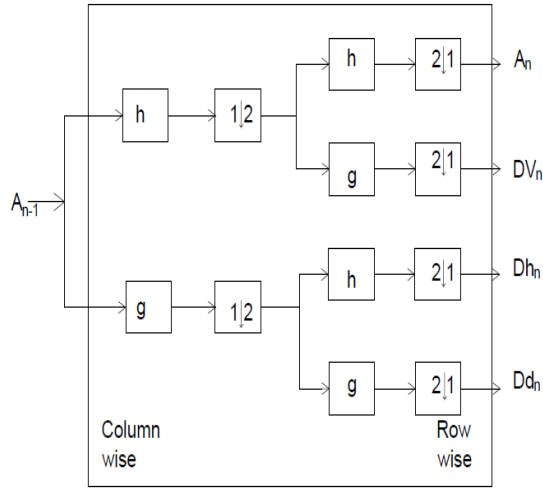 h
2↓1
Aₙ
h
1↓2
g
2↓1
DVₙ
Aₙ₋₁
h
2↓1
Dhₙ
g
1↓2
g
2↓1
Ddₙ
Column
wise
Row
wise